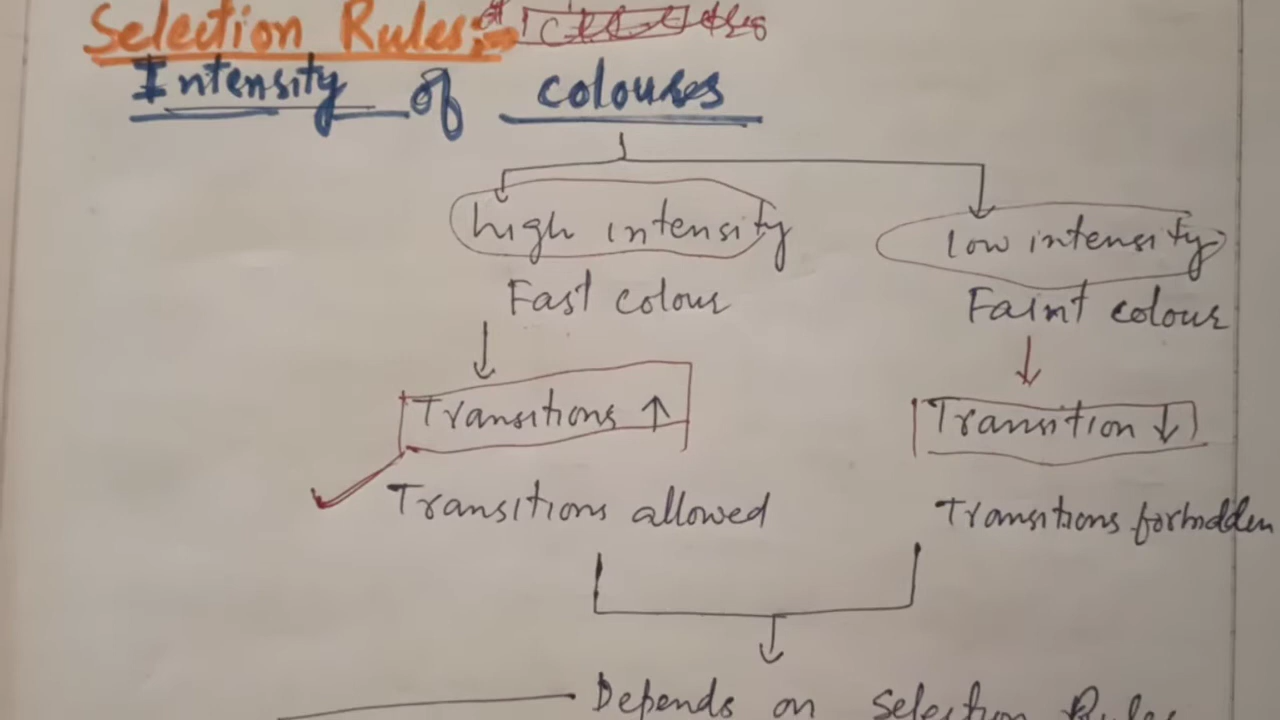 Selection Rules:-
Intensity of colours
high intensity
low intensity
Fast colour
Faint colour
Transitions ↑
Transition ↓
Transitions allowed
Transitions forbidden
Depends on Selection Rules